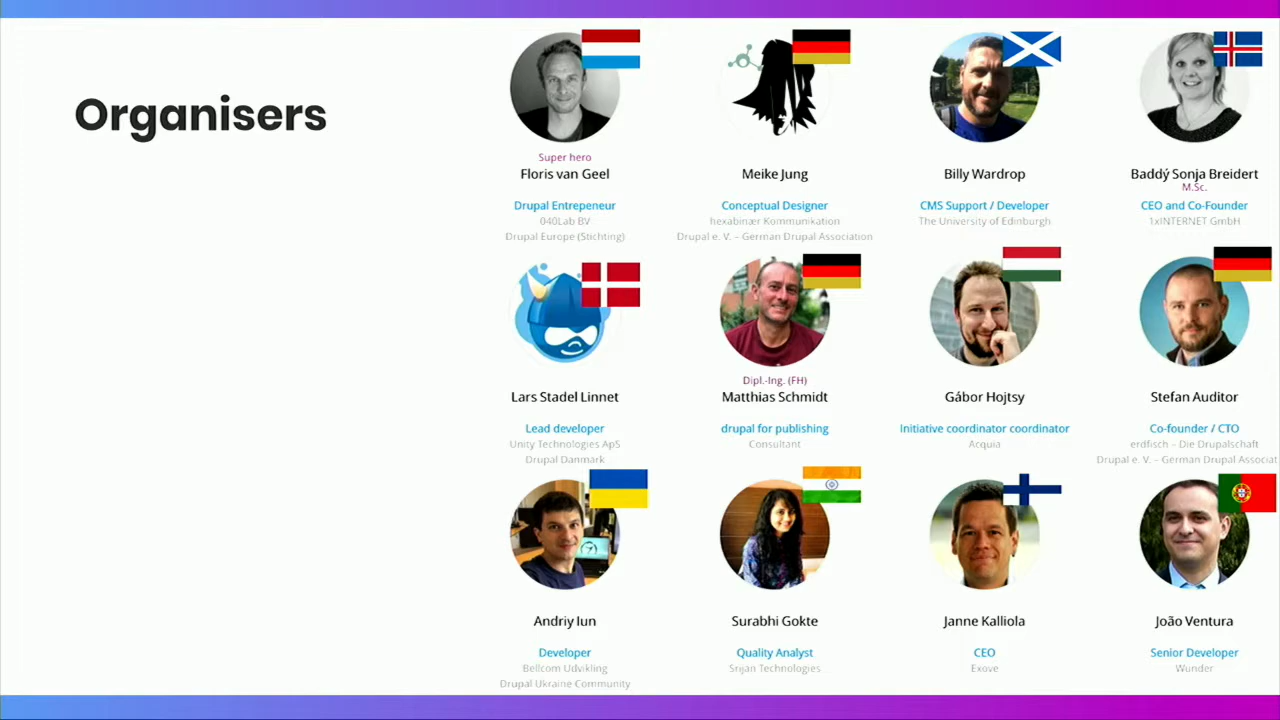 Organisers
Super hero
Floris van Geel
Drupal Entrepeneur
040Lab BV
Drupal Europe (Stichting)
Meike Jung
Conceptual Designer
hexabinær Kommunikation
Drupal e. V. – German Drupal Association
Billy Wardrop
CMS Support / Developer
The University of Edinburgh
Baddý Sonja Breidert
M.Sc.
CEO and Co-Founder
1xINTERNET GmbH
Lars Stadel Linnet
Lead developer
Unity Technologies ApS
Drupal Danmark
Dipl.-Ing. (FH)
Matthias Schmidt
drupal for publishing
Consultant
Gábor Hojtsy
Initiative coordinator coordinator
Acquia
Stefan Auditor
Co-founder / CTO
erdfisch – Die Drupalschaft
Drupal e. V. – German Drupal Associat
Andriy Iun
Developer
Bellcom Udvikling
Drupal Ukraine Community
Surabhi Gokte
Quality Analyst
Srijan Technologies
Janne Kalliola
CEO
Exove
João Ventura
Senior Developer
Wunder